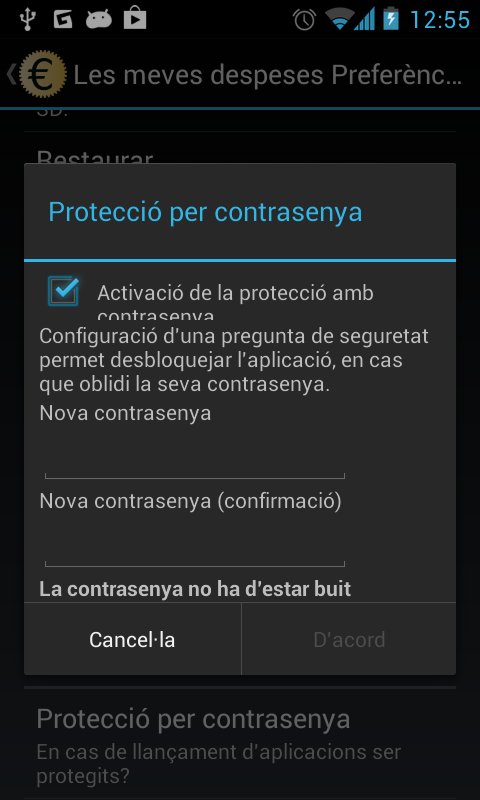 12:55
€ Les meves despeses Preferènc...
SD.
Restaurar
Protecció per contrasenya
Activació de la protecció amb
contrasenya
Configuració d'una pregunta de seguretat
permet desbloquejar l'aplicació, en cas
que oblidi la seva contrasenya.
Nova contrasenya
Nova contrasenya (confirmació)
La contrasenya no ha d'estar buit
Cancel·la
D'acord
Protecció per contrasenya
En cas de llançament d'aplicacions ser
protegits?